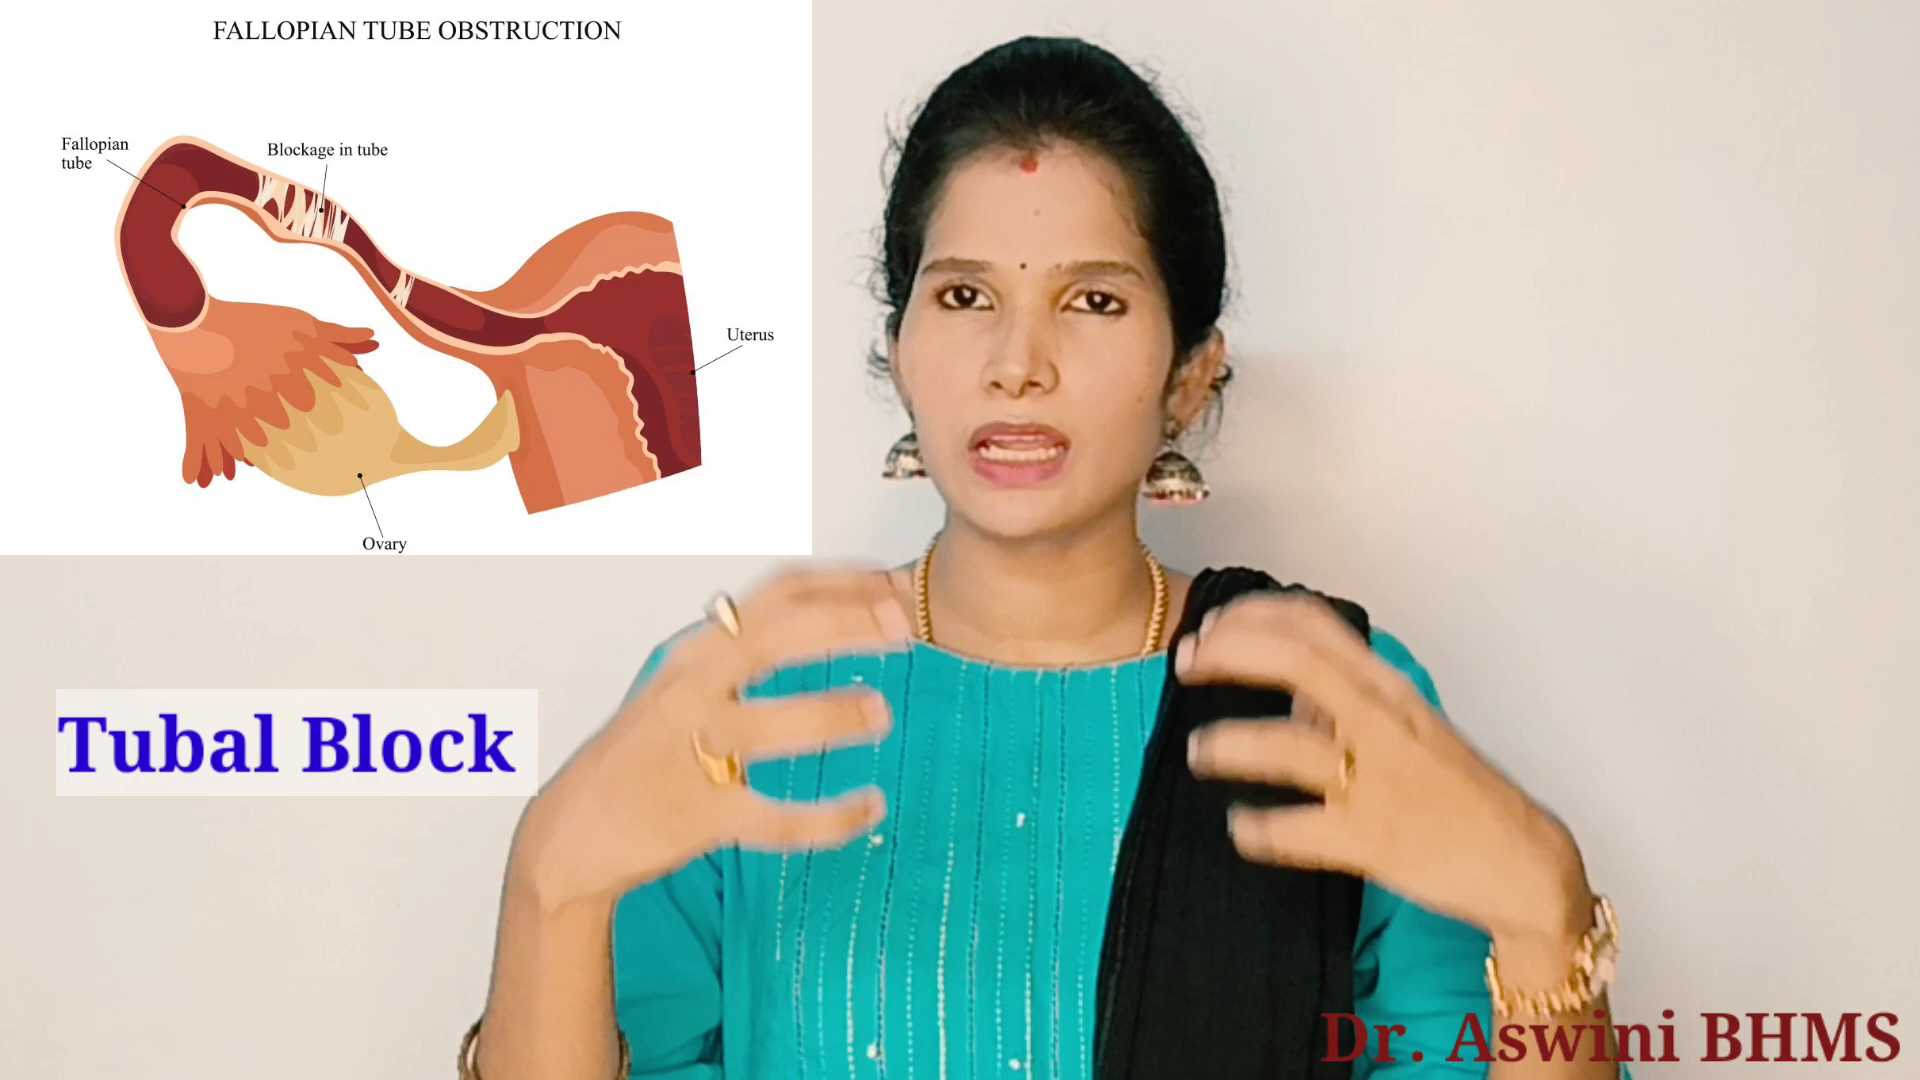 FALLOPIAN TUBE OBSTRUCTION
Fallopian
tube
Blockage in tube
Uterus
Ovary
Tubal Block
Dr. Aswini BHMS